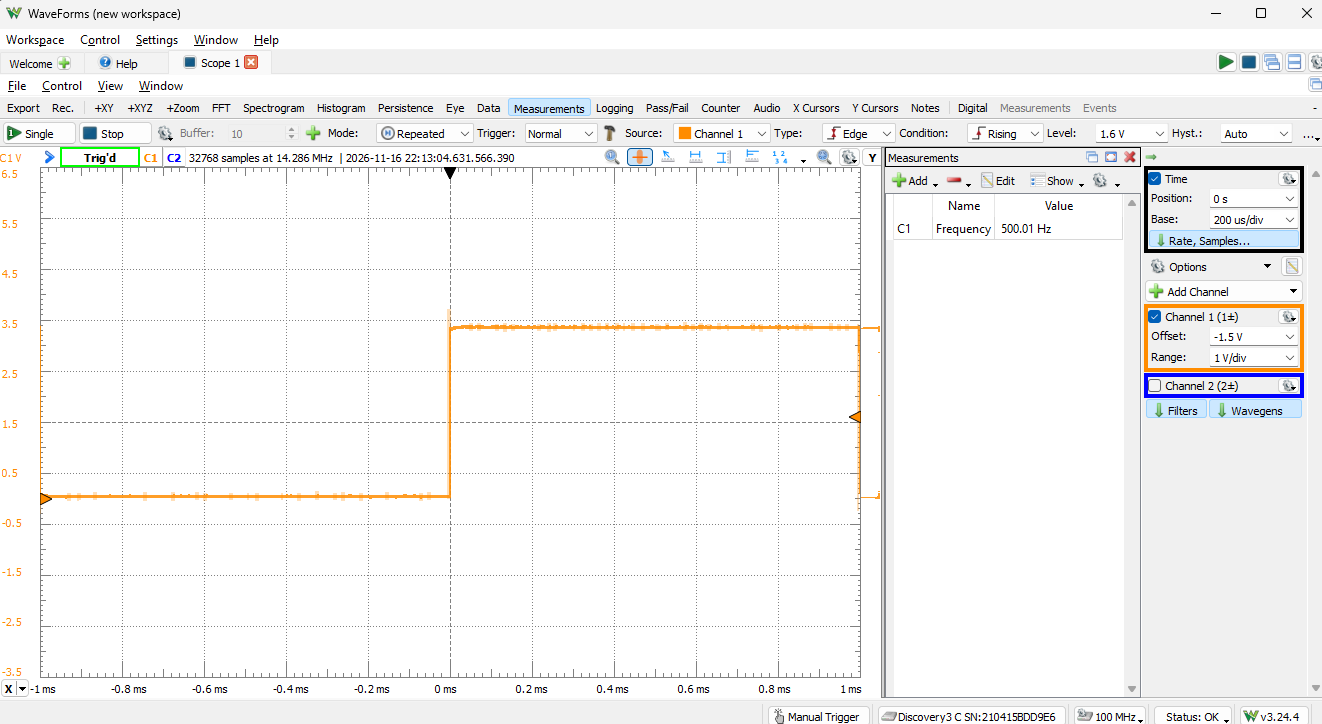 WaveForms (new workspace)
Workspace Control Settings Window Help
Welcome Help Scope 1
File Control View Window
Export Rec. +XY +XYZ +Zoom FFT Spectrogram Histogram Persistence Eye Data Measurements Logging Pass/Fail Counter Audio X Cursors Y Cursors Notes Digital Measurements Events
Single Stop Buffer: 10 Mode: Repeated Trigger: Normal Source: Channel 1 Type: Edge Condition: Rising Level: 1.6 V Hyst.: Auto ...
C1 V Trig'd C1 C2 32768 samples at 14.286 MHz | 2026-11-16 22:13:04.631.566.390 1 2 3 4 Y
6.5
5.5
4.5
3.5
2.5
1.5
0.5
-0.5
-1.5
-2.5
-3.5
X -1 ms -0.8 ms -0.6 ms -0.4 ms -0.2 ms 0 ms 0.2 ms 0.4 ms 0.6 ms 0.8 ms 1 ms
Measurements
Add Edit Show
Name Value
C1 Frequency 500.01 Hz
Time
Position: 0 s
Base: 200 us/div
Rate, Samples...
Options
Add Channel
Channel 1 (1±)
Offset: -1.5 V
Range: 1 V/div
Channel 2 (2±)
Filters Wavegens
Manual Trigger Discovery3 C SN:210415BDD9E6 100 MHz Status: OK v3.24.4